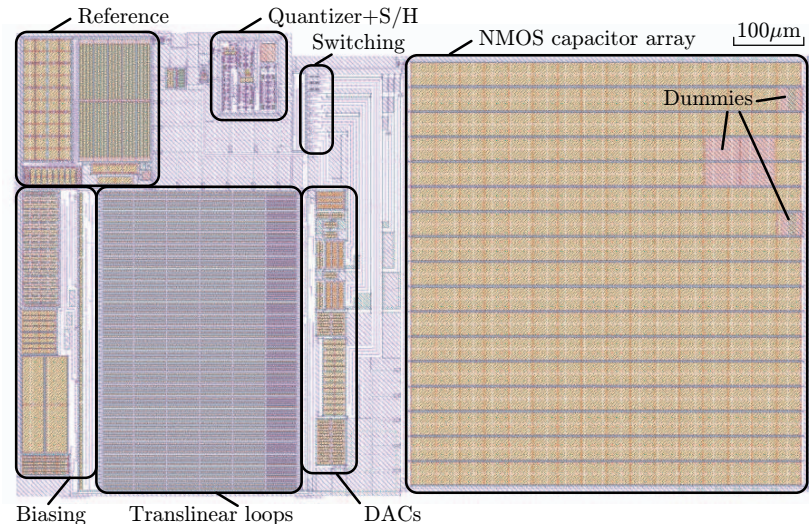 Reference
Quantizer+S/H
Switching
NMOS capacitor array
100μm
Dummies
Biasing
Translinear loops
DACs